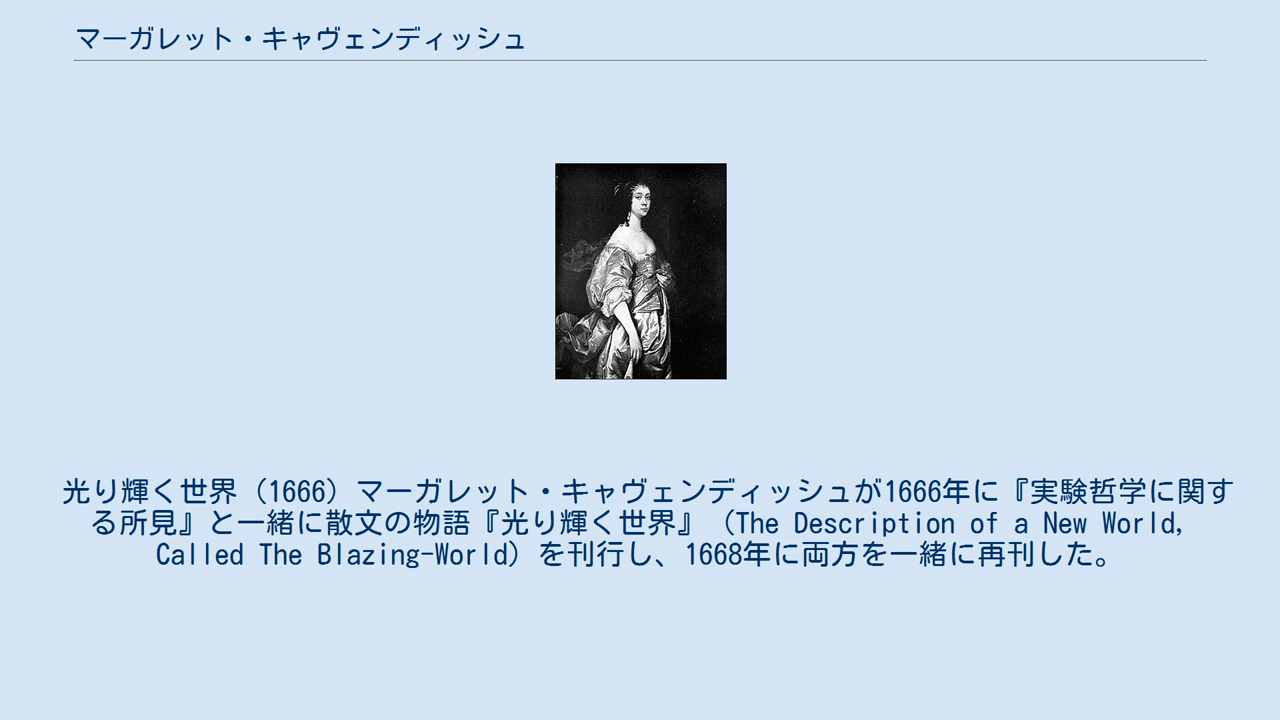 マーガレット・キャヴェンディッシュ
光り輝く世界（1666）マーガレット・キャヴェンディッシュが1666年に『実験哲学に関す
る所見』と一緒に散文の物語『光り輝く世界』（The Description of a New World,
Called The Blazing-World）を刊行し、1668年に両方を一緒に再刊した。